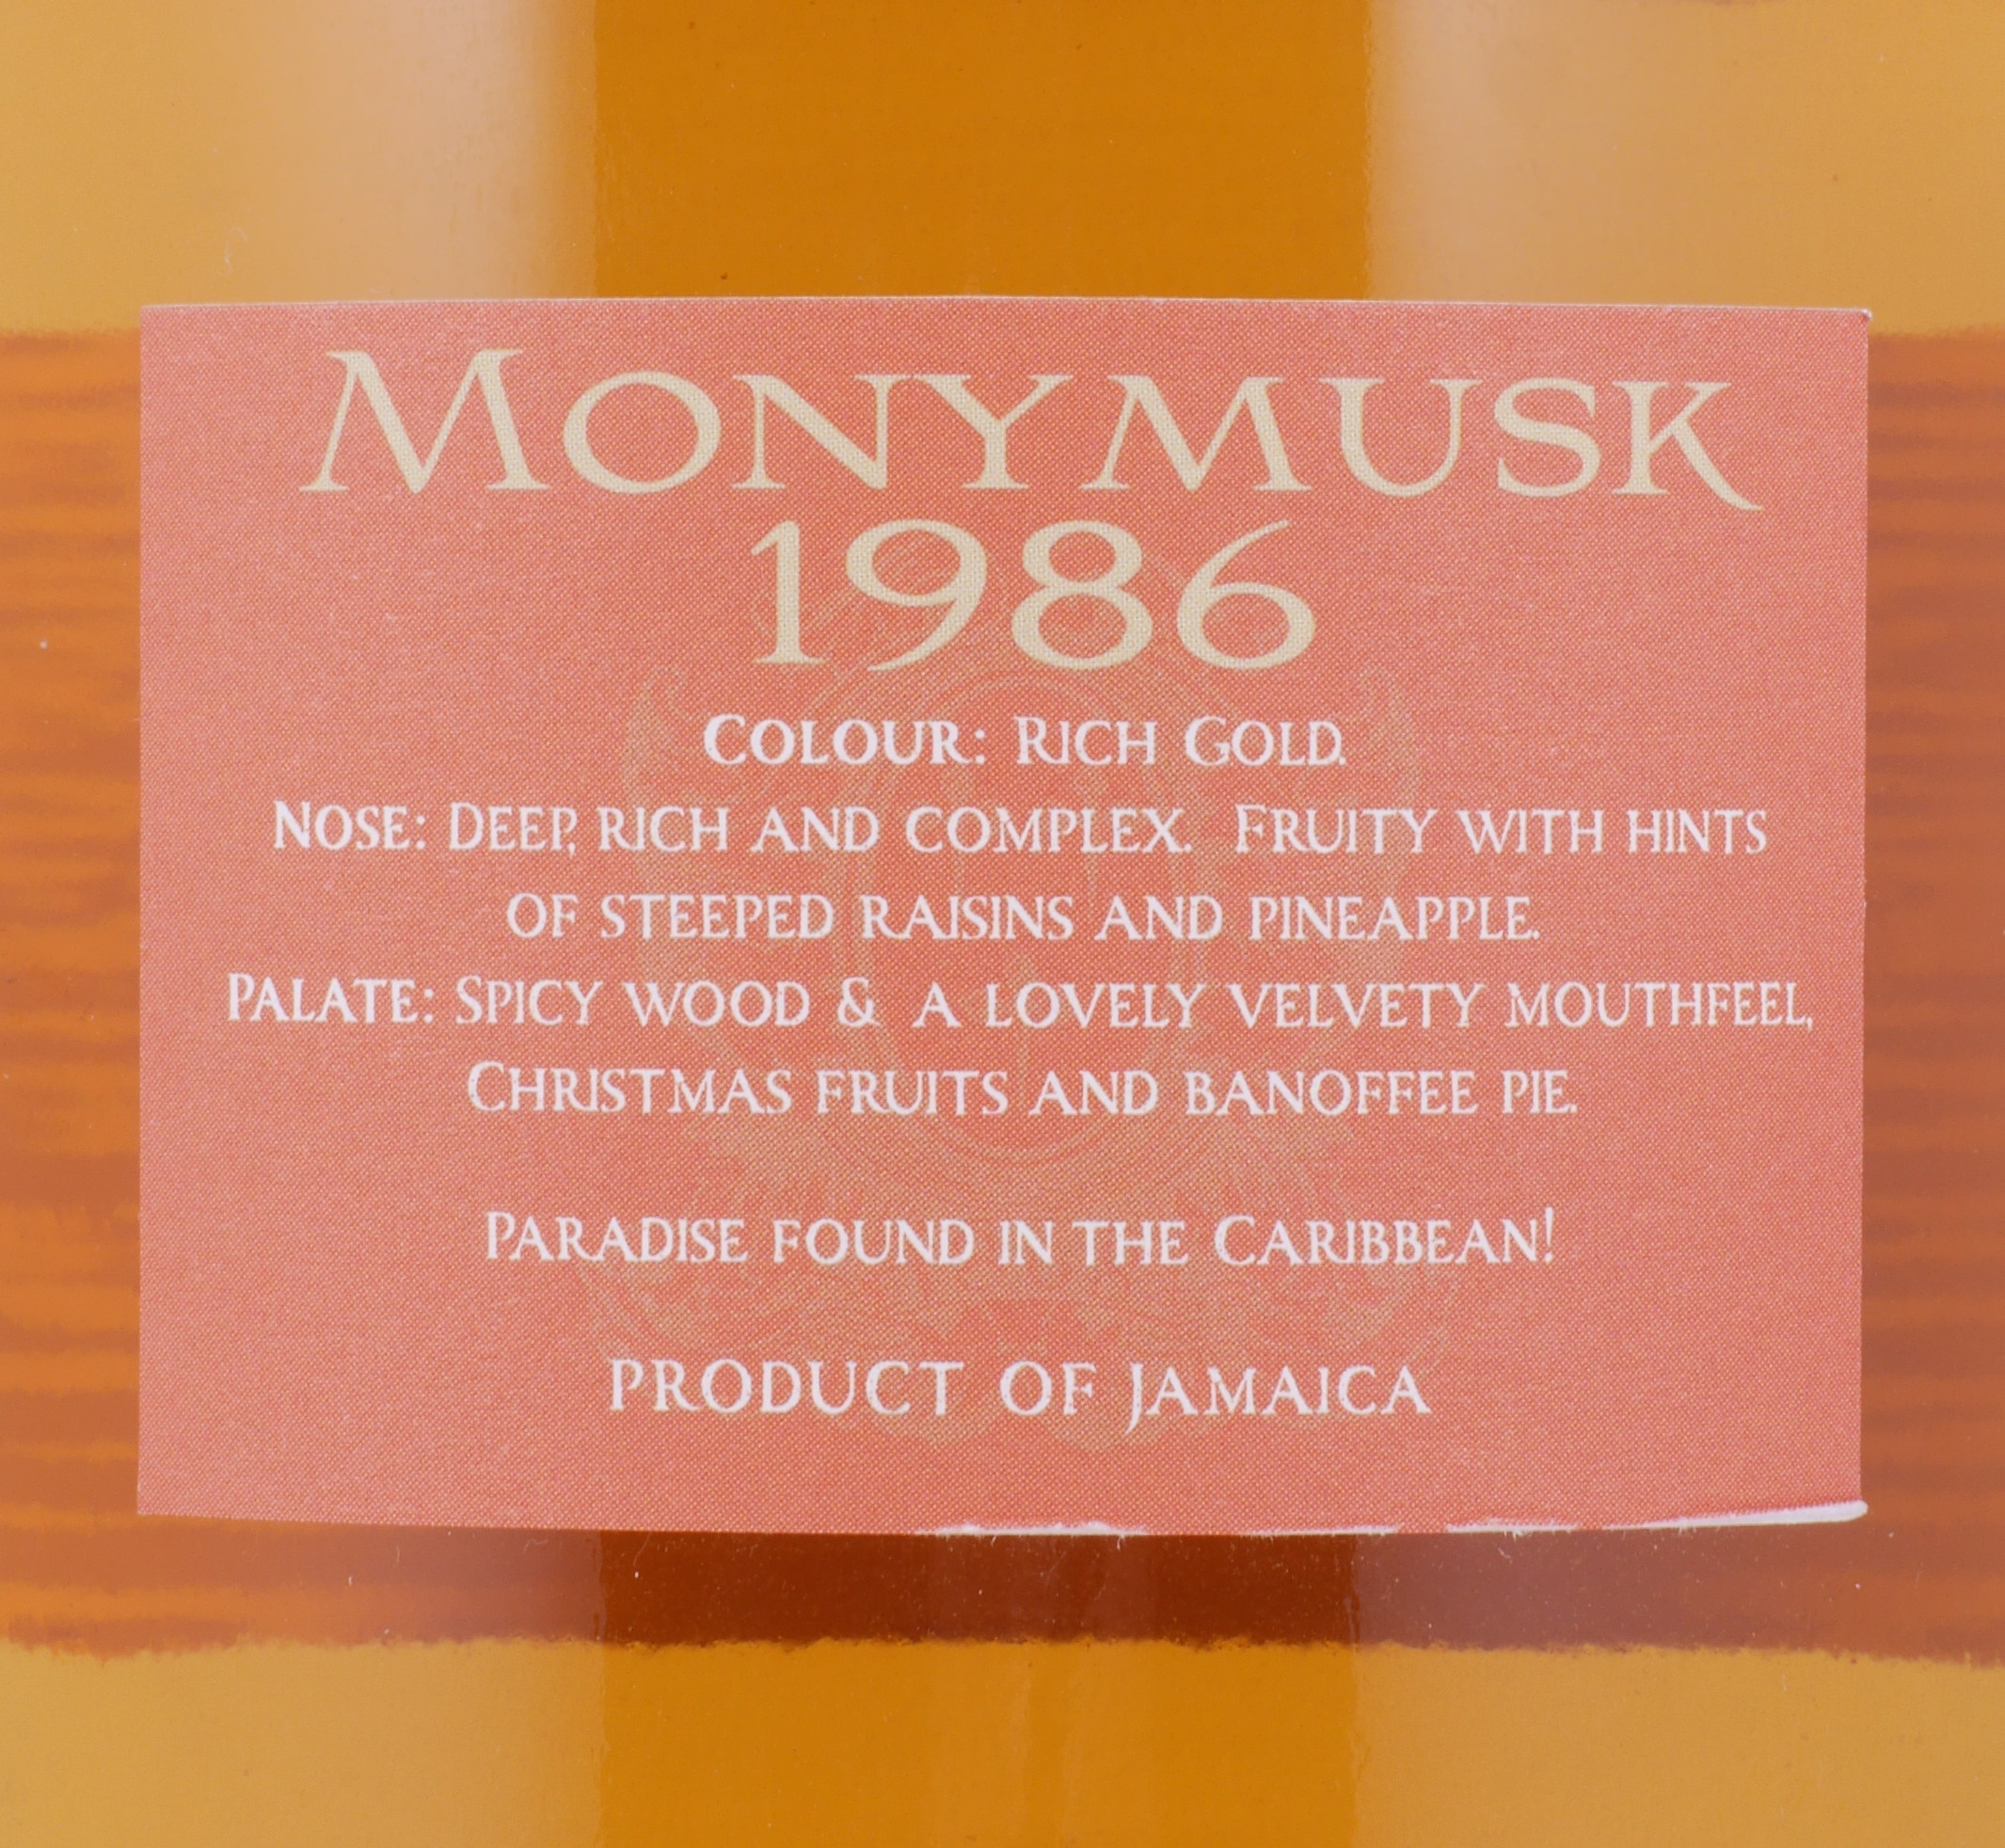 MONYMUSK
1986
COLOUR: RICH GOLD.
NOSE: DEEP, RICH AND COMPLEX. FRUITY WITH HINTS
OF STEEPED RAISINS AND PINEAPPLE.
PALATE: SPICY WOOD & A LOVELY VELVETY MOUTHFEEL,
CHRISTMAS FRUITS AND BANOFFEE PIE.
PARADISE FOUND IN THE CARIBBEAN!
PRODUCT OF JAMAICA